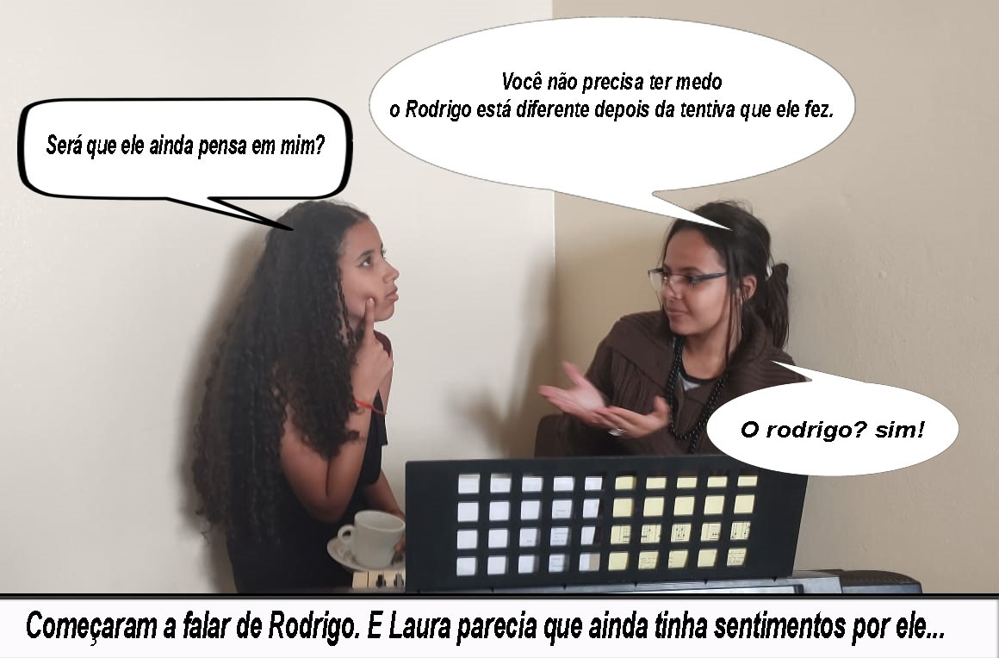 Você não precisa ter medo
o Rodrigo está diferente depois da tentiva que ele fez.
Será que ele ainda pensa em mim?
O rodrigo? sim!
Começaram a falar de Rodrigo. E Laura parecia que ainda tinha sentimentos por ele...